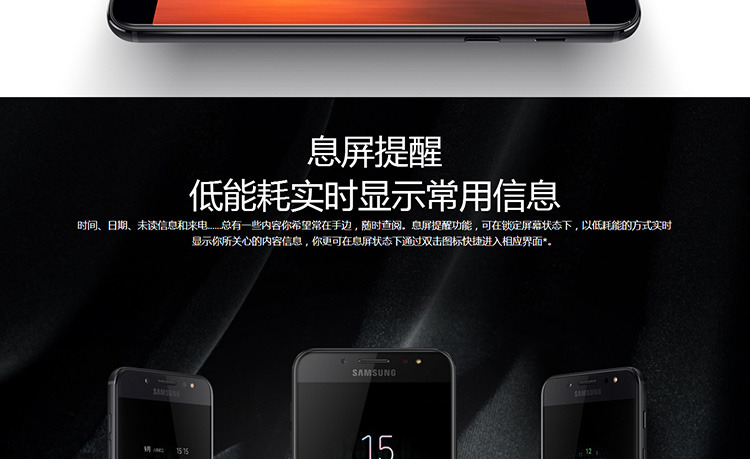 息屏提醒
低能耗实时显示常用信息
时间、日期、未读信息和来电......总有一些内容你希望常在手边，随时查阅。息屏提醒功能，可在锁定屏幕状态下，以低耗能的方式实时
显示你所关心的内容信息，你更可在息屏状态下通过双击图标快捷进入相应界面*。
SAMSUNG
15 15
15
12